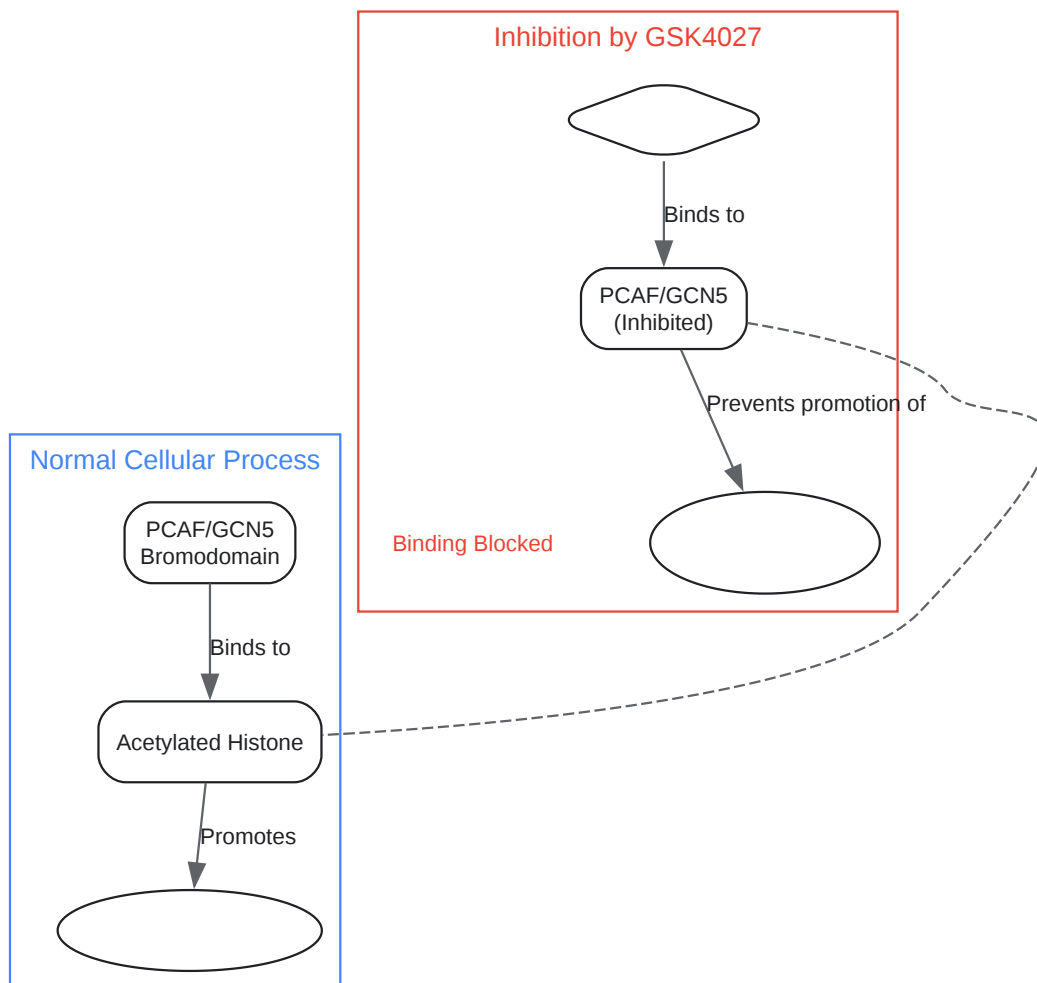 Inhibition by GSK4027
Binds to
PCAF/GCN5
(Inhibited)
Prevents promotion of
Binding Blocked
Normal Cellular Process
PCAF/GCN5
Bromodomain
Binds to
Acetylated Histone
Promotes